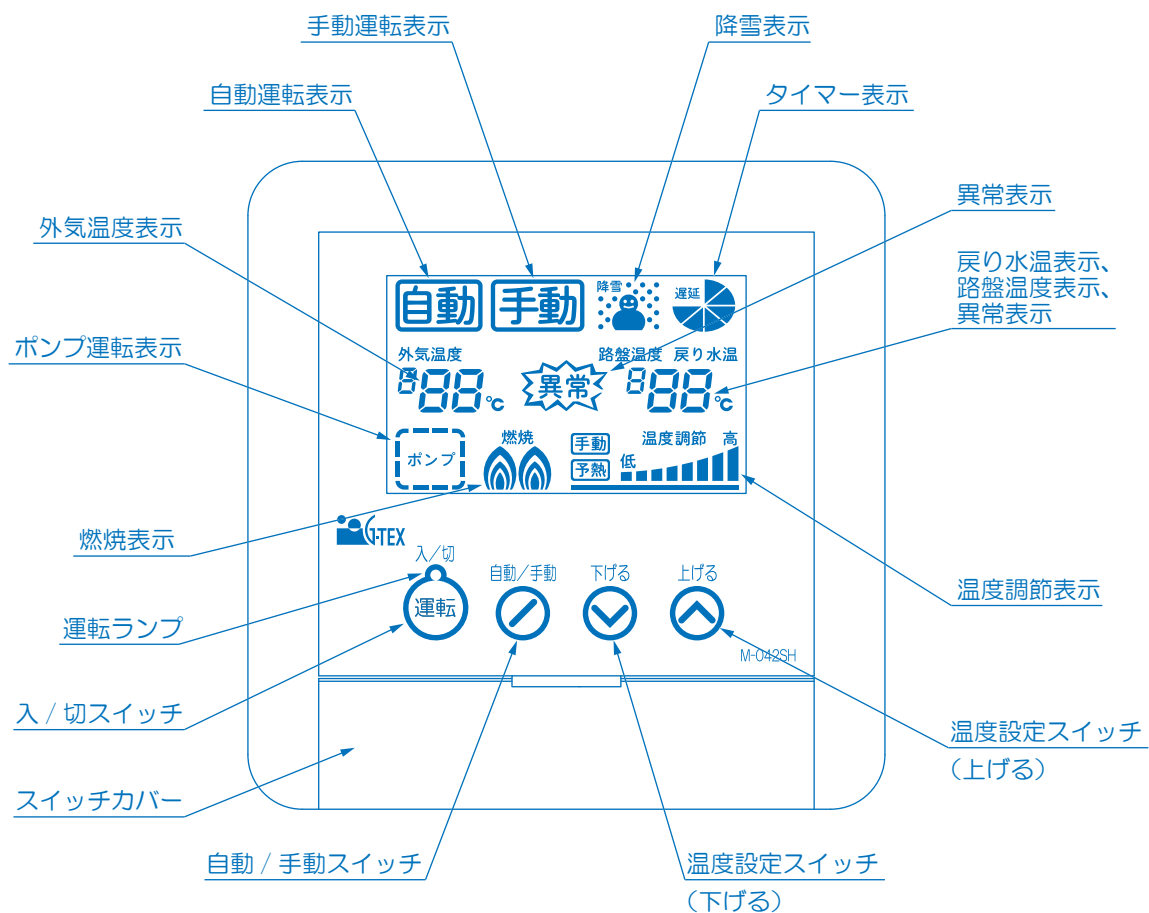 手動運転表示
降雪表示
自動運転表示
タイマー表示
異常表示
外気温度表示
戻り水温表示、
路盤温度表示、
異常表示
ポンプ運転表示
自動
手動
降雪
遅延
外気温度
路盤温度 戻り水温
888℃
異常
888℃
ポンプ
燃焼
手動
予熱
温度調節
低
高
燃焼表示
G-TEX
入/切
運転
自動/手動
下げる
上げる
温度調節表示
運転ランプ
M-042SH
入/切スイッチ
温度設定スイッチ
(上げる)
スイッチカバー
自動/手動スイッチ
温度設定スイッチ
(下げる)